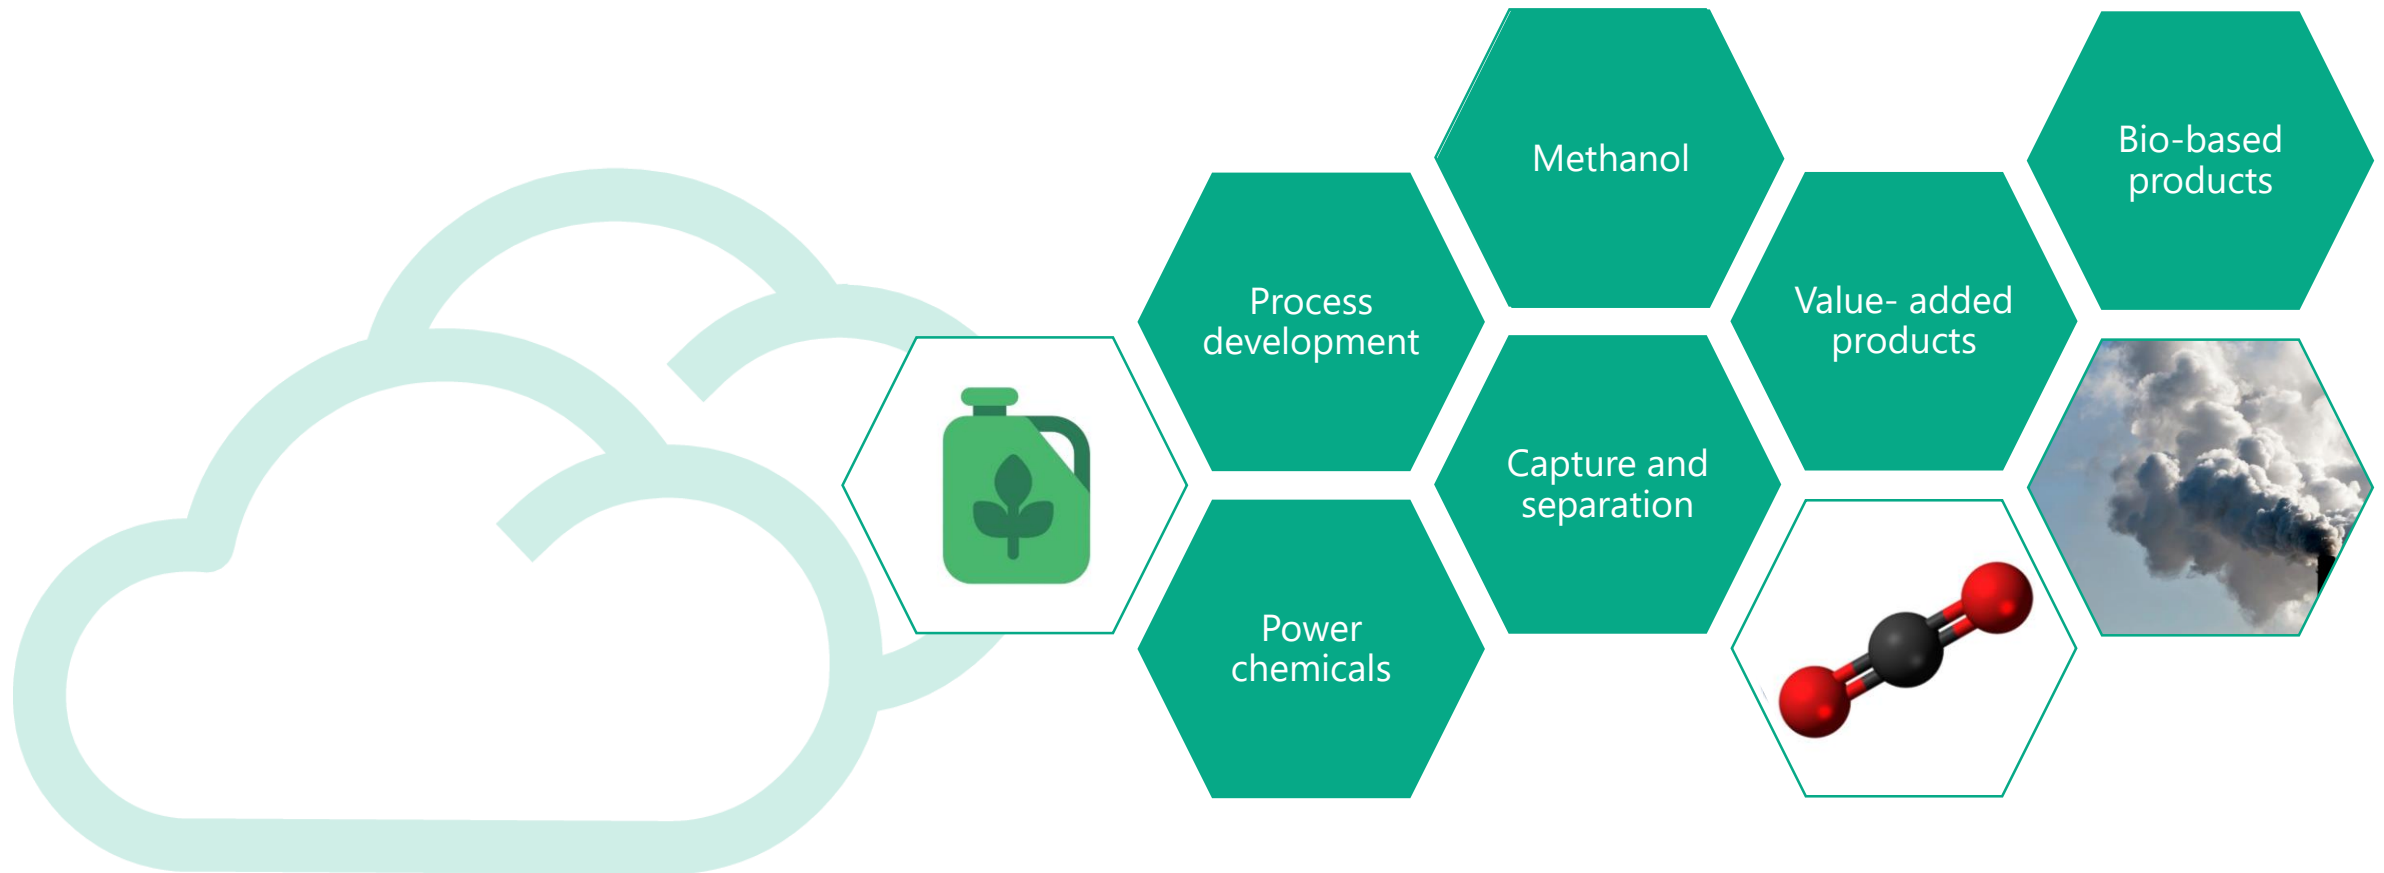 Methanol
Bio-based
products
Process
development
Value- added
products
Capture and
separation
Power
chemicals